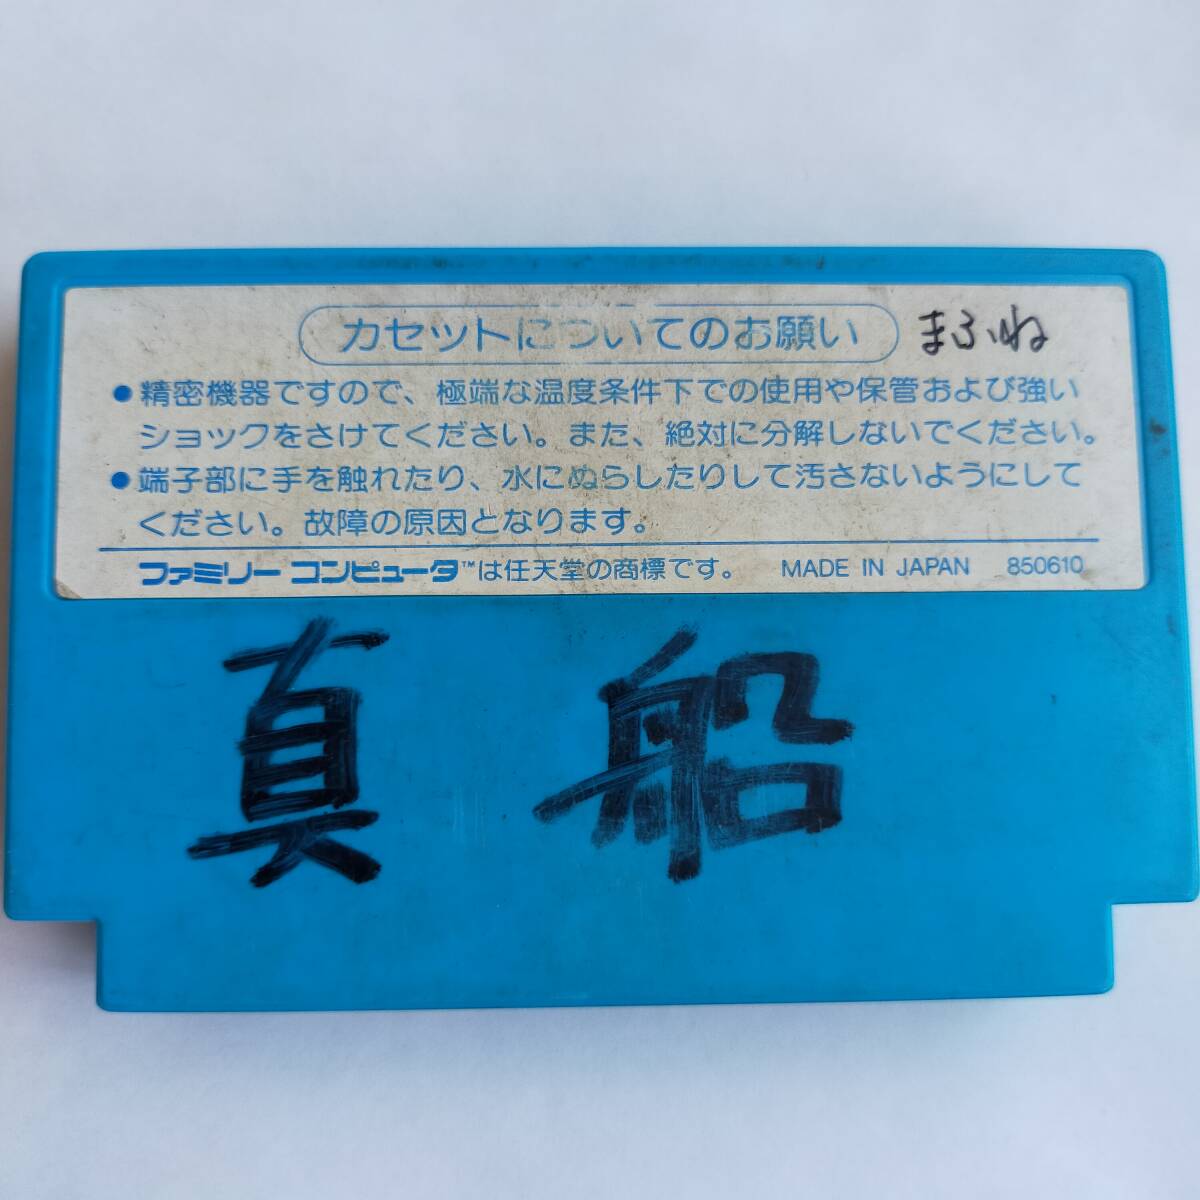 カセットについてのお願い まふね
●精密機器ですので、極端な温度条件下での使用や保管および強い
ショックをさけてください。また、絶対に分解しないでください。
●端子部に手を触れたり、水にぬらしたりして汚さないようにして
ください。故障の原因となります。
ファミリーコンピュータ™は任天堂の商標です。 MADE IN JAPAN 850610
真船